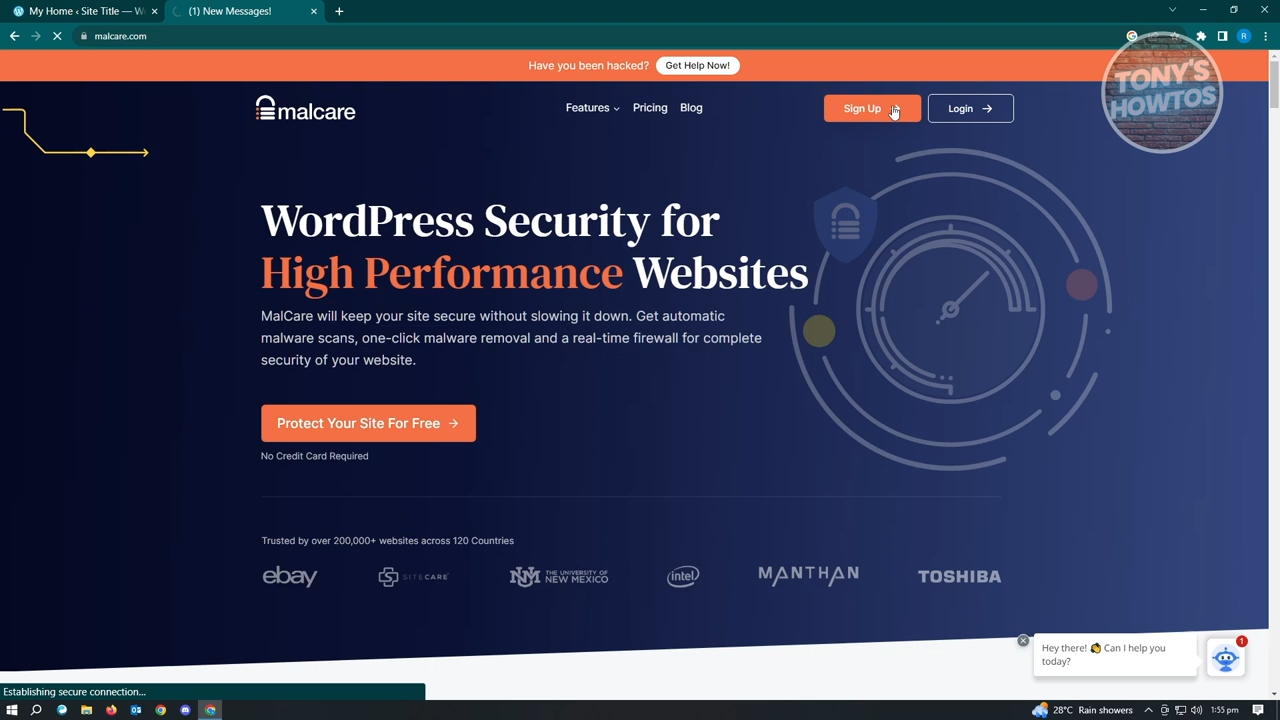 My Home ‹ Site Title — W
(1) New Messages!
malcare.com
Have you been hacked? Get Help Now!
TONY'S
HOWTOS
malcare
Features
Pricing
Blog
Sign Up
Login
WordPress Security for
High Performance Websites
MalCare will keep your site secure without slowing it down. Get automatic
malware scans, one-click malware removal and a real-time firewall for complete
security of your website.
Protect Your Site For Free
No Credit Card Required
Trusted by over 200,000+ websites across 120 Countries
ebay
SITECARE
NM THE UNIVERSITY OF
NEW MEXICO
intel
MANTHAN
TOSHIBA
1
Hey there! 👋 Can I help you
today?
Establishing secure connection...
28°C Rain showers
1:55 pm